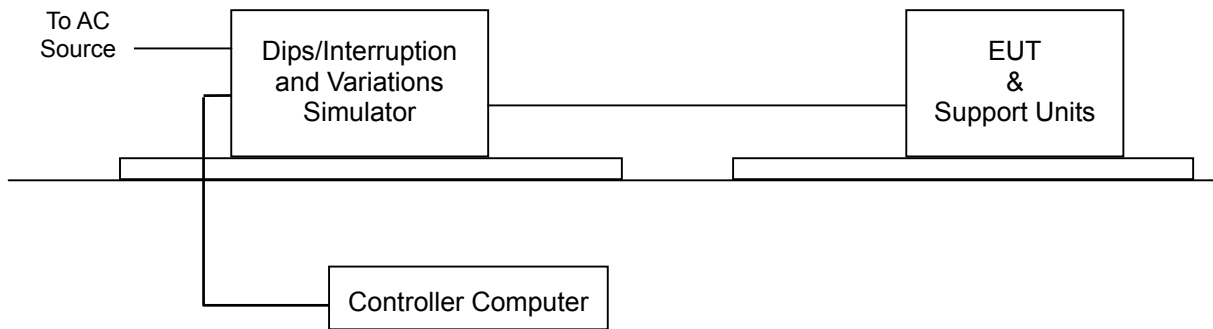 To AC
Source
Dips/Interruption
and Variations
Simulator
EUT
&
Support Units
Controller Computer